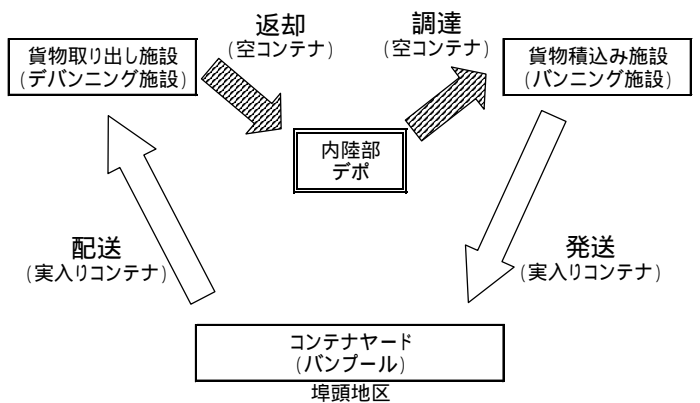 返却
(空コンテナ)
調達
(空コンテナ)
貨物取り出し施設
(デバンニング施設)
貨物積込み施設
(バンニング施設)
内陸部
デポ
配送
(実入りコンテナ)
発送
(実入りコンテナ)
コンテナヤード
(バンプール)
埠頭地区